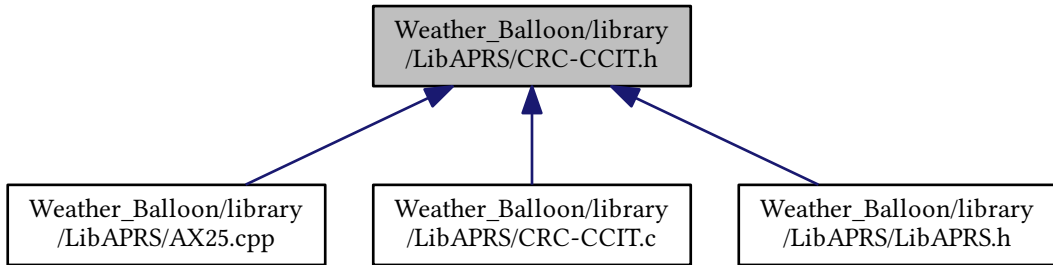 Weather_Balloon/library
/LibAPRS/CRC-CCIT.h
Weather_Balloon/library
/LibAPRS/AX25.cpp
Weather_Balloon/library
/LibAPRS/CRC-CCIT.c
Weather_Balloon/library
/LibAPRS/LibAPRS.h